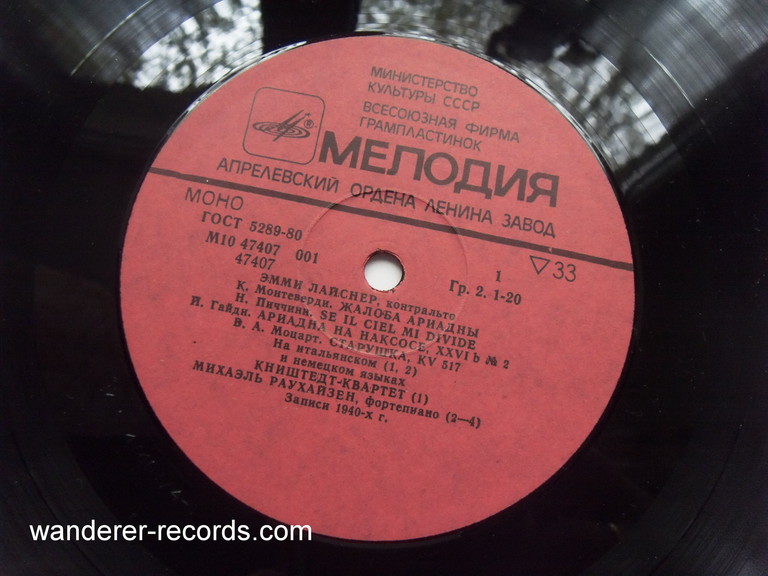 МИНИСТЕРСТВО
КУЛЬТУРЫ СССР
ВСЕСОЮЗНАЯ ФИРМА
ГРАМПЛАСТИНОК
®
МЕЛОДИЯ
АПРЕЛЕВСКИЙ ОРДЕНА ЛЕНИНА ЗАВОД
МОНО
ГОСТ 5289-80
М10 47407 001
47407
1
Гр. 2. 1-20
▽33
ЭММИ ЛАЙСНЕР, контральто
К. Монтеверди. ЖАЛОБА АРИАДНЫ
Н. Пиччини. SE IL CIEL MI DIVIDE
Й. Гайдн. АРИАДНА НА НАКСОСЕ, XXVI b № 2
В. А. Моцарт. СТАРУШКА, KV 517
На итальянском (1, 2)
и немецком языках
КНИШТЕДТ-КВАРТЕТ (1)
МИХАЭЛЬ РАУХАЙЗЕН, фортепиано (2—4)
Записи 1940-х г.
wanderer-records.com